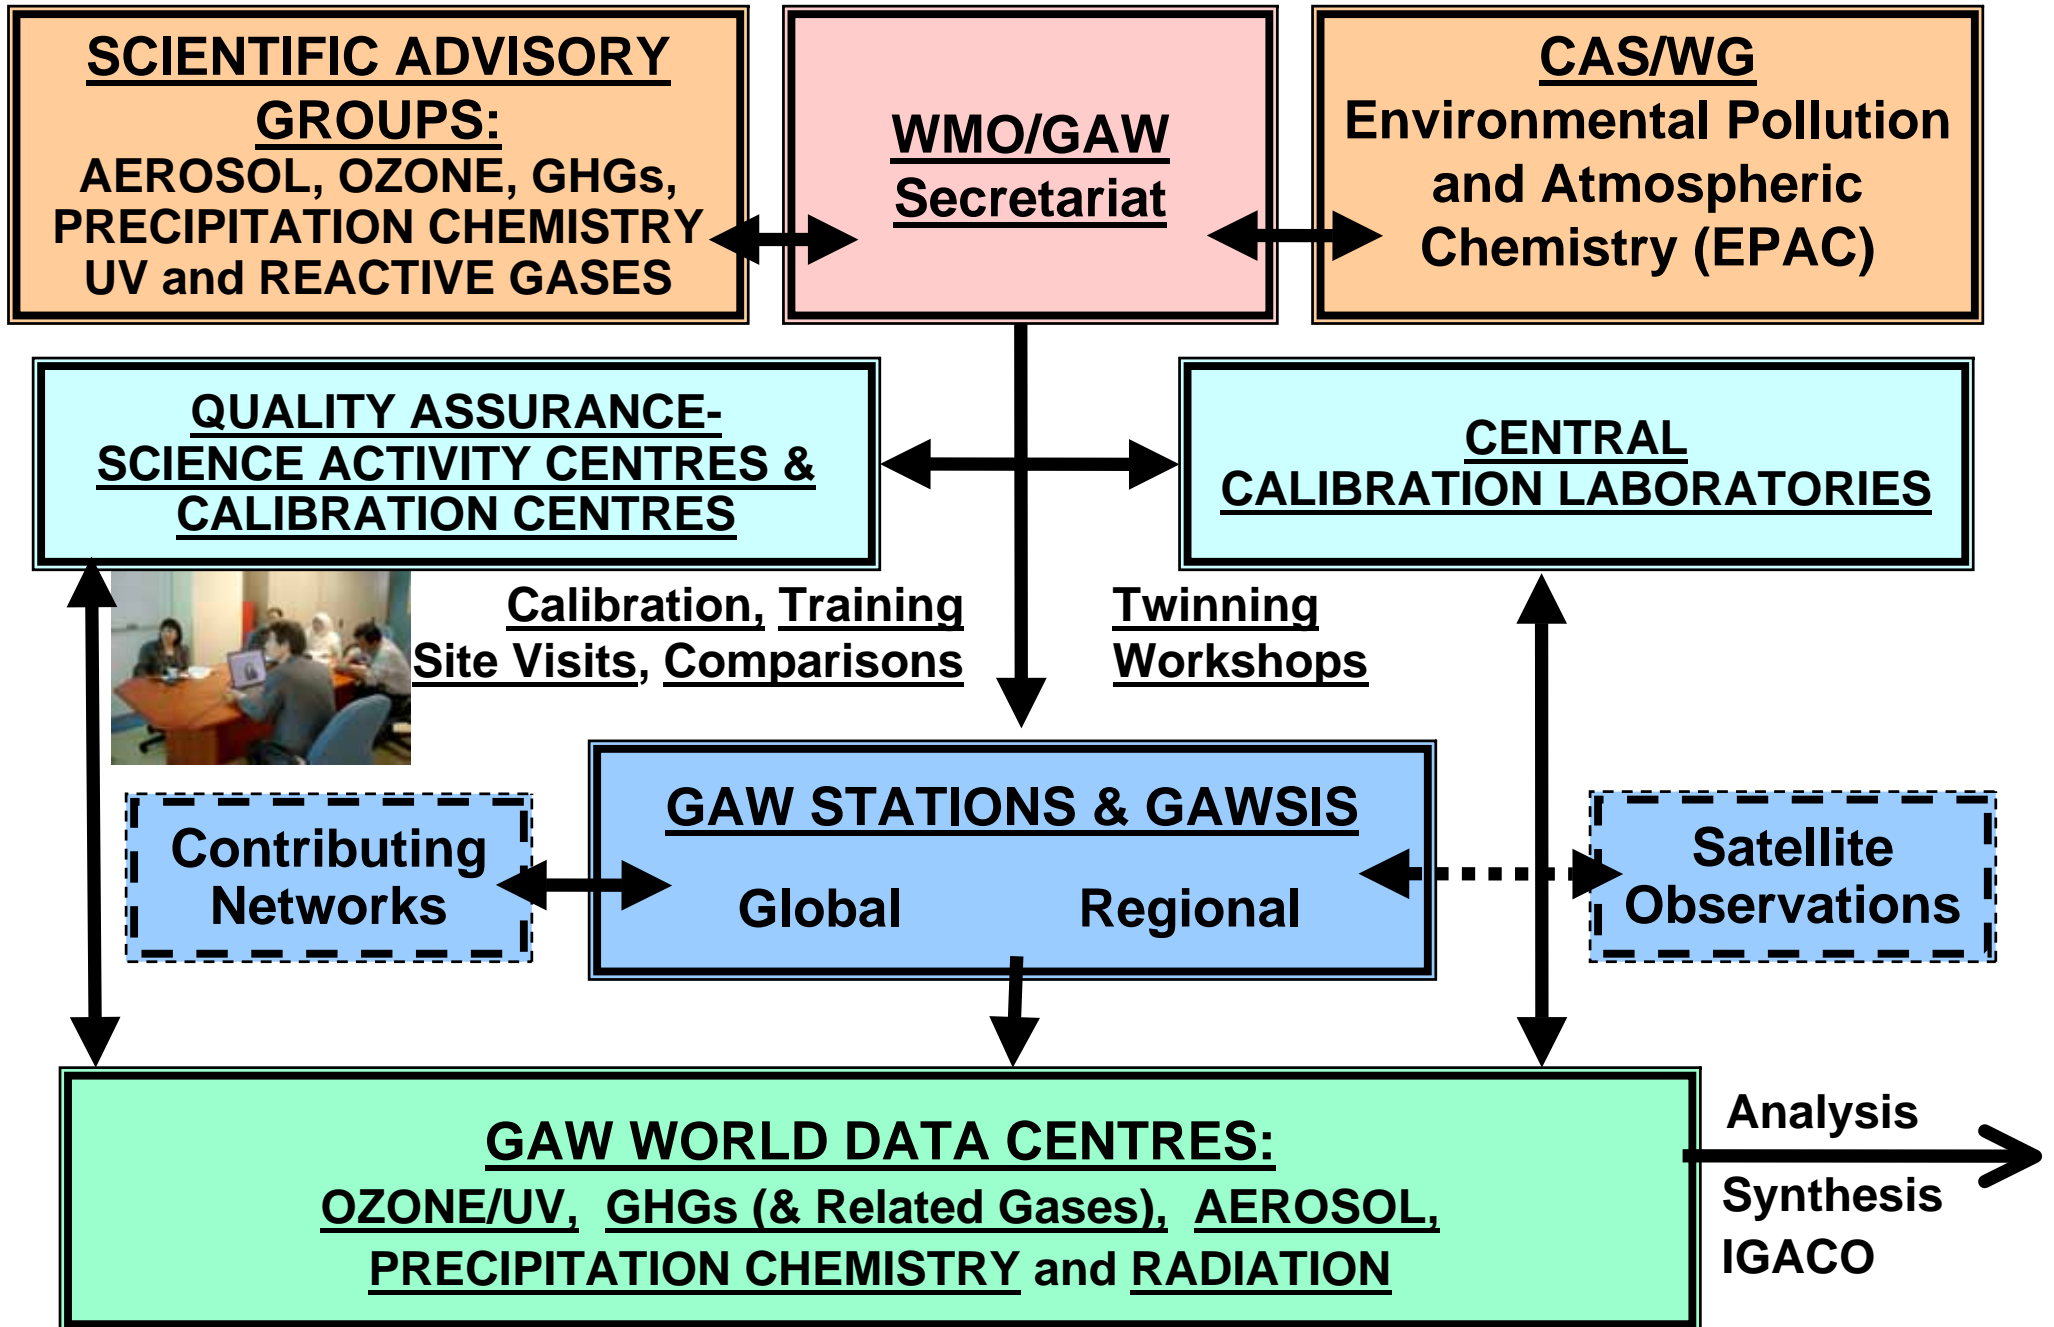 SCIENTIFIC ADVISORY
GROUPS:
AEROSOL, OZONE, GHGs,
PRECIPITATION CHEMISTRY
UV and REACTIVE GASES
WMO/GAW
Secretariat
CAS/WG
Environmental Pollution
and Atmospheric
Chemistry (EPAC)
QUALITY ASSURANCE-
SCIENCE ACTIVITY CENTRES &
CALIBRATION CENTRES
CENTRAL
CALIBRATION LABORATORIES
Calibration, Training
Site Visits, Comparisons
Twinning
Workshops
Contributing
Networks
GAW STATIONS & GAWSIS
Global Regional
Satellite
Observations
GAW WORLD DATA CENTRES:
OZONE/UV, GHGs (& Related Gases), AEROSOL,
PRECIPITATION CHEMISTRY and RADIATION
Analysis
Synthesis
IGACO